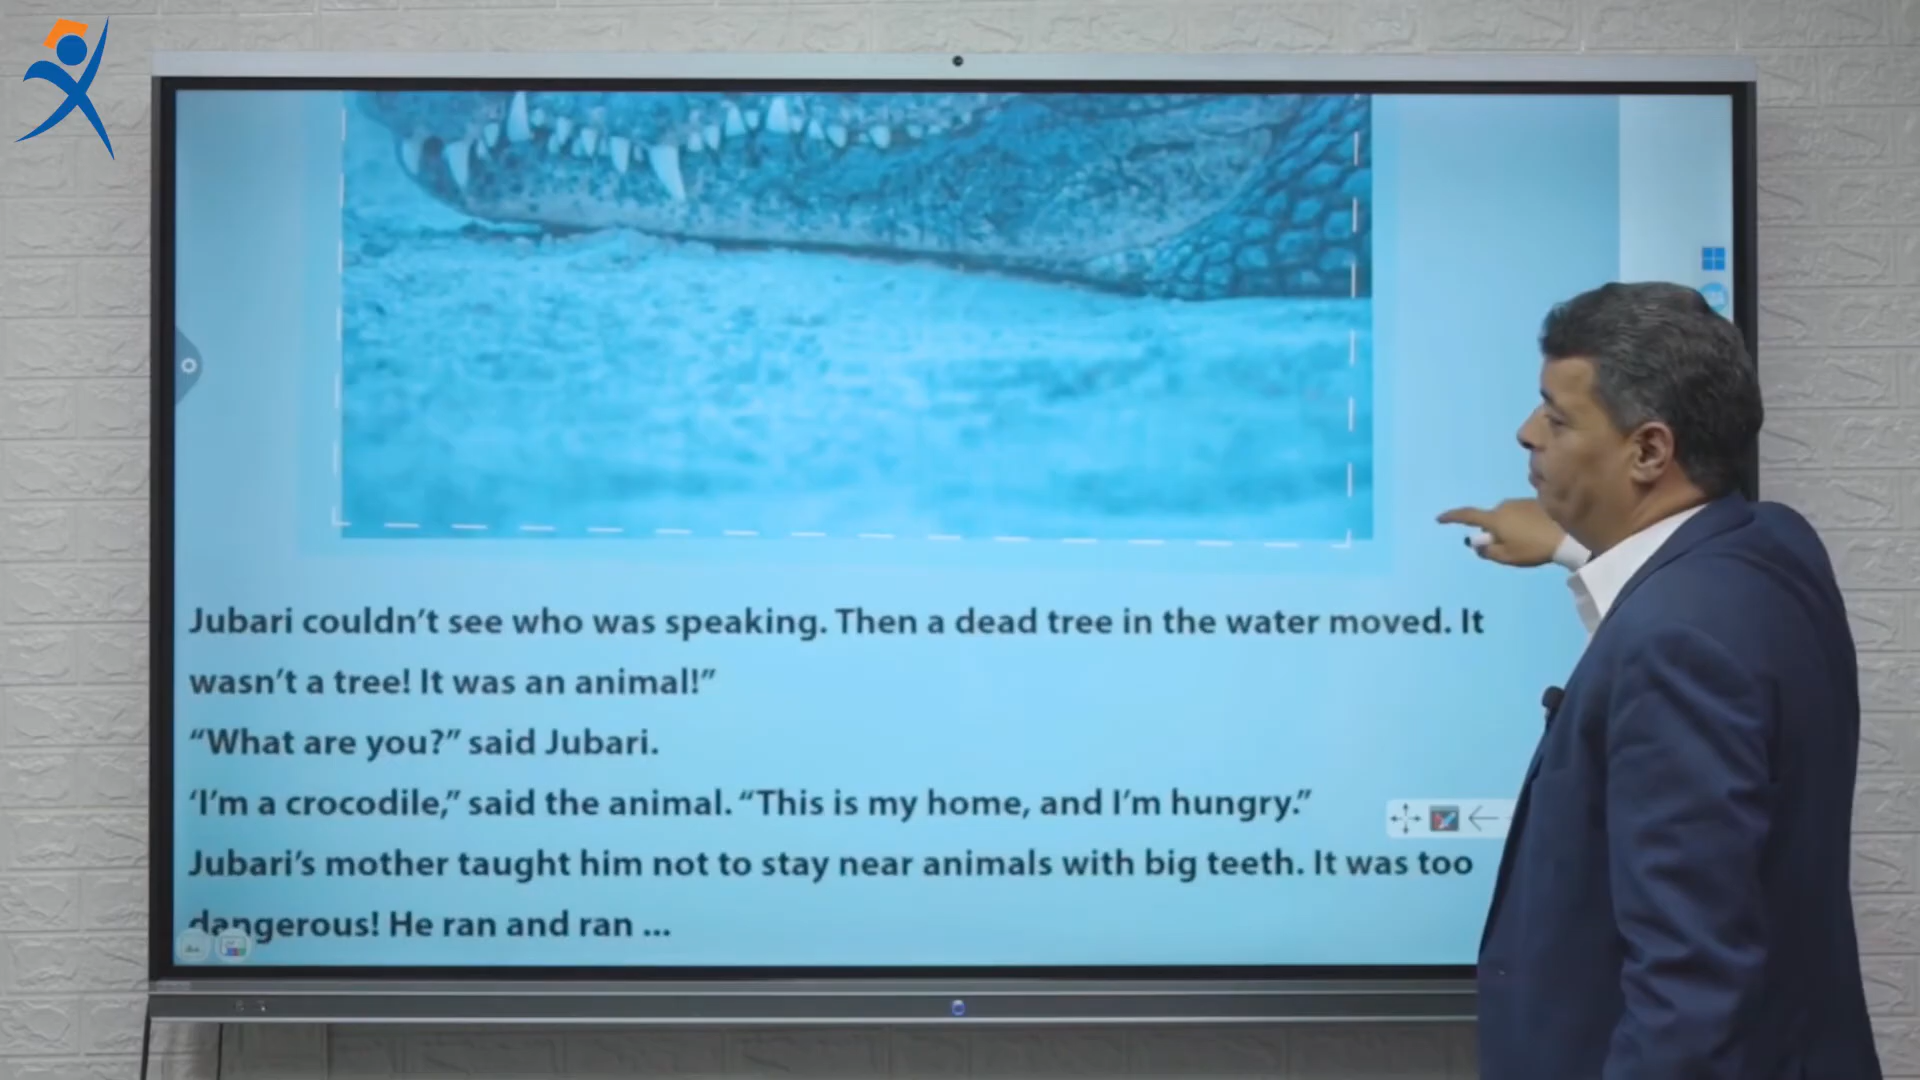 Jubari couldn’t see who was speaking. Then a dead tree in the water moved. It
wasn’t a tree! It was an animal!”
“What are you?” said Jubari.
‘I’m a crocodile,” said the animal. “This is my home, and I’m hungry.”
Jubari’s mother taught him not to stay near animals with big teeth. It was too
dangerous! He ran and ran ...